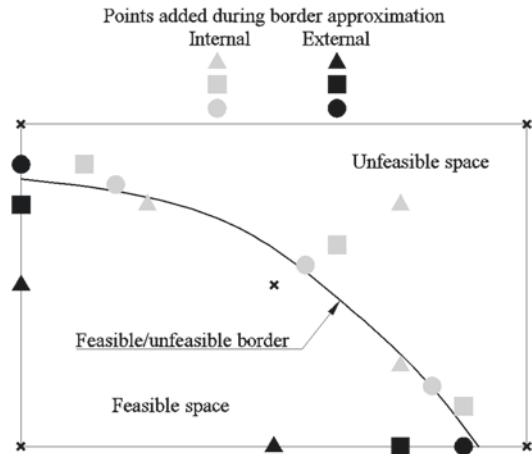 Points added during border approximation
Internal External
Unfeasible space
Feasible/unfeasible border
Feasible space